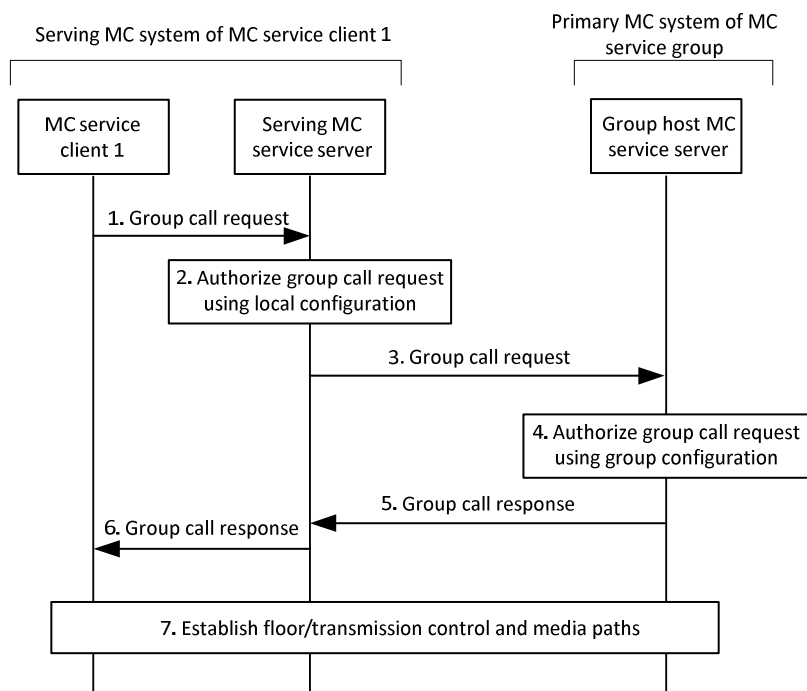 Serving MC system of MC service client 1
Primary MC system of MC
service group
MC service
client 1
Serving MC
service server
Group host MC
service server
1. Group call request
2. Authorize group call request
using local configuration
3. Group call request
4. Authorize group call request
using group configuration
5. Group call response
6. Group call response
7. Establish floor/transmission control and media paths